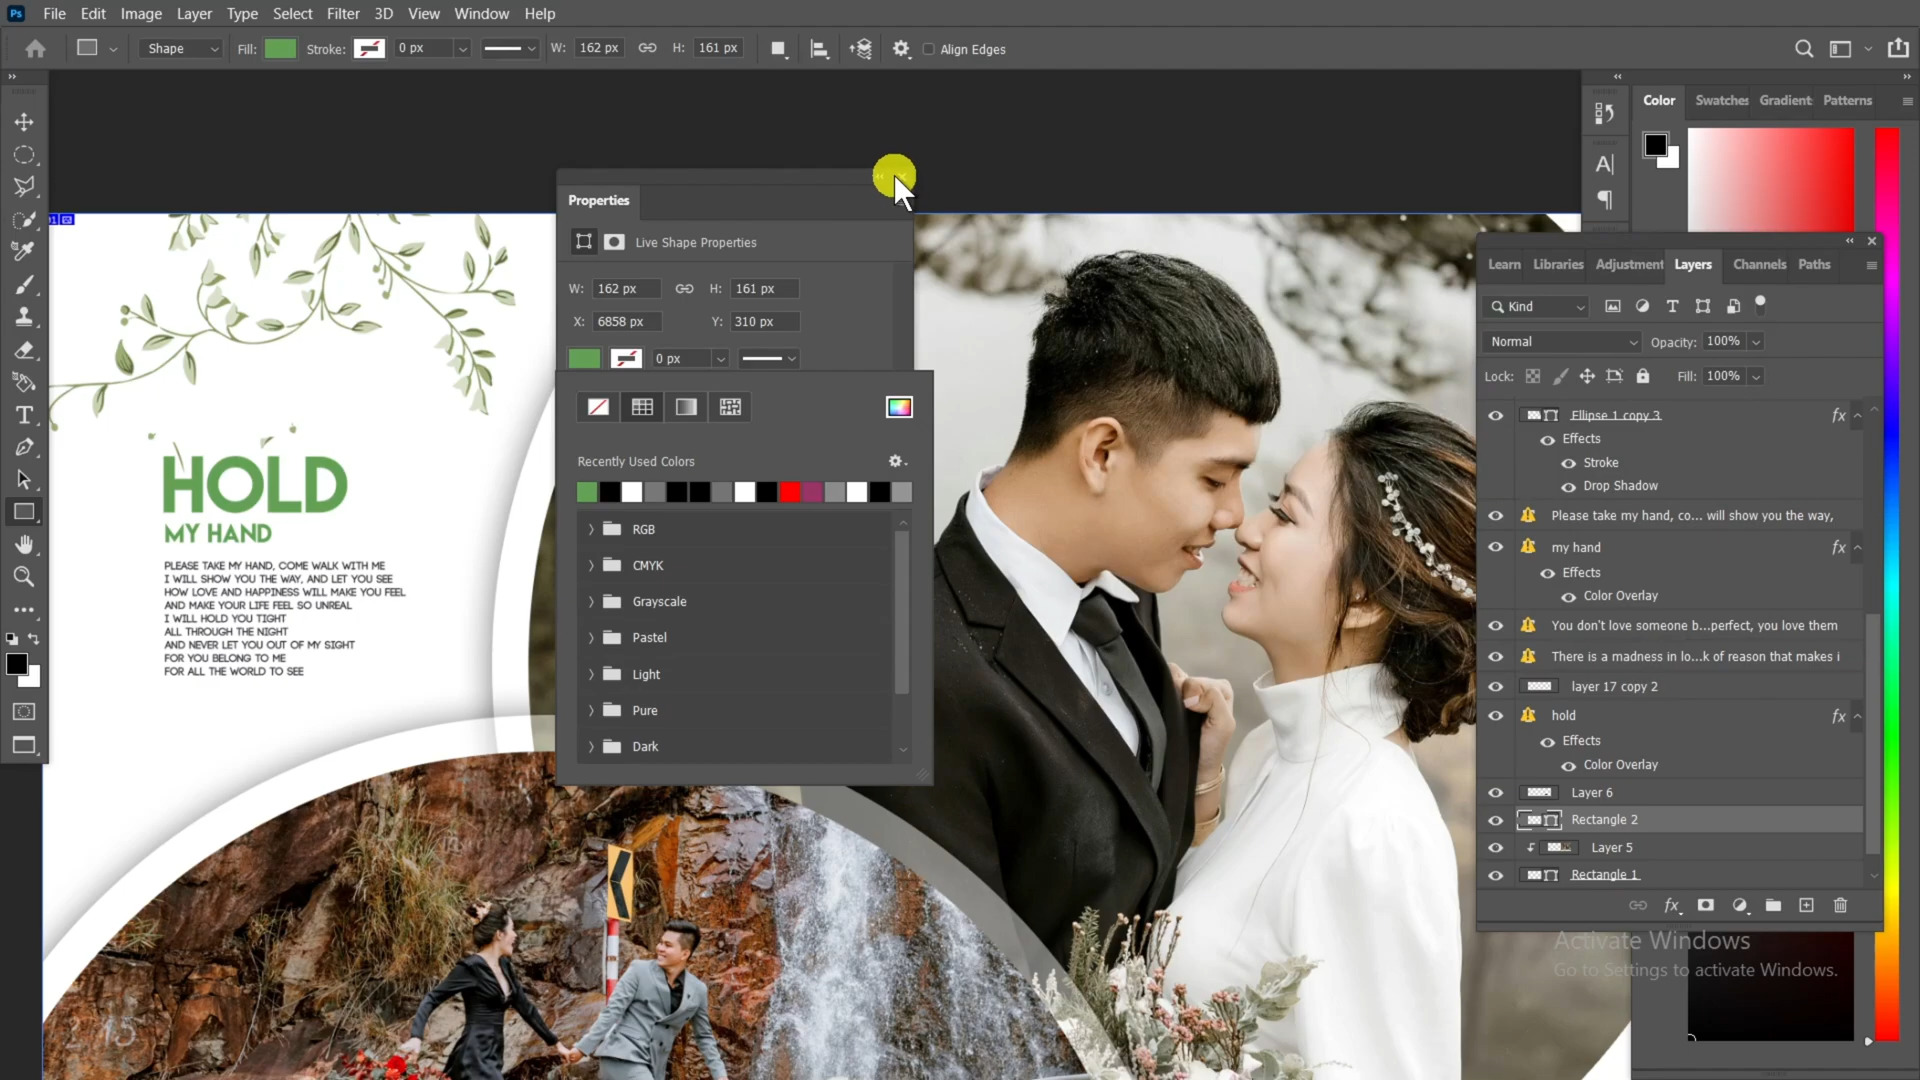 Ps File Edit Image Layer Type Select Filter 3D View Window Help
Shape Fill: Stroke: 0 px W: 162 px H: 161 px Align Edges
Color Swatches Gradient Patterns
Properties
Live Shape Properties
W: 162 px H: 161 px
X: 6858 px Y: 310 px
0 px
Recently Used Colors
RGB
CMYK
Grayscale
Pastel
Light
Pure
Dark
HOLD
MY HAND
PLEASE TAKE MY HAND, COME WALK WITH ME
I WILL SHOW YOU THE WAY, AND LET YOU SEE
HOW LOVE AND HAPPINESS WILL MAKE YOU FEEL
AND MAKE YOUR LIFE FEEL SO UNREAL
I WILL HOLD YOU TIGHT
ALL THROUGH THE NIGHT
AND NEVER LET YOU OUT OF MY SIGHT
FOR YOU BELONG TO ME
FOR ALL THE WORLD TO SEE
Learn Libraries Adjustment Layers Channels Paths
Kind
Normal Opacity: 100%
Lock: Fill: 100%
Ellipse 1 copy 3 fx
Effects
Stroke
Drop Shadow
Please take my hand, co... will show you the way,
my hand fx
Effects
Color Overlay
You don't love someone b...perfect, you love them
There is a madness in lo...k of reason that makes i
layer 17 copy 2
hold fx
Effects
Color Overlay
Layer 6
Rectangle 2
Layer 5
Rectangle 1
fx
Activate Windows
Go to Settings to activate Windows.